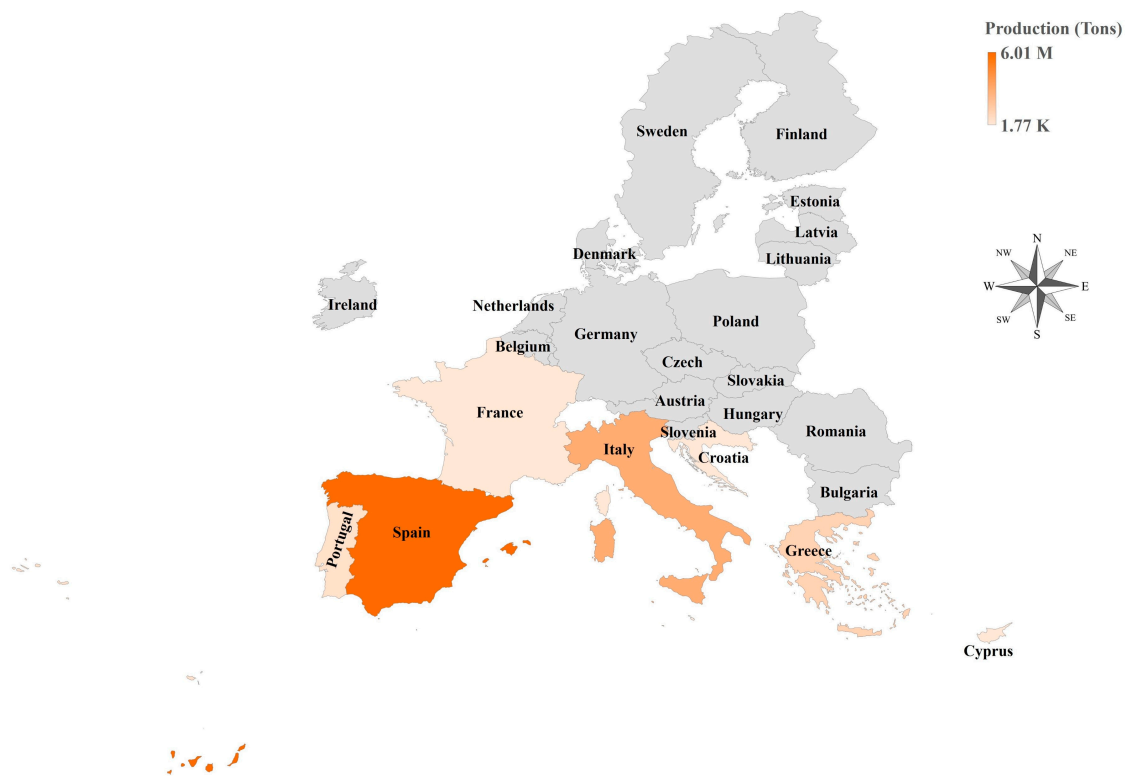 Production (Tons)
6.01 M
1.77 K
Sweden
Finland
Estonia
Latvia
Lithuania
Denmark
N
NW
NE
W
E
SW
SE
S
Ireland
Netherlands
Belgium
Germany
Poland
Czech
Slovakia
Austria
Hungary
France
Slovenia
Italy
Croatia
Romania
Bulgaria
Portugal
Spain
Greece
Cyprus